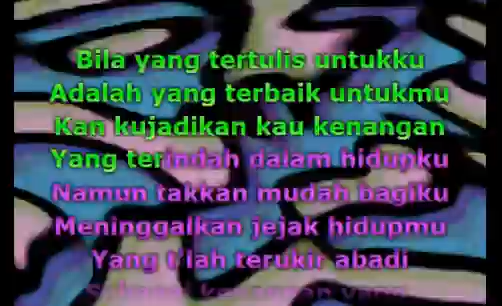 Bila yang tertulis untukku
Adalah yang terbaik untukmu
Kan kujadikan kau kenangan
Yang terindah dalam hidupku
Namun takkan mudah bagiku
Meninggalkan jejak hidupmu
Yang t'lah terukir abadi